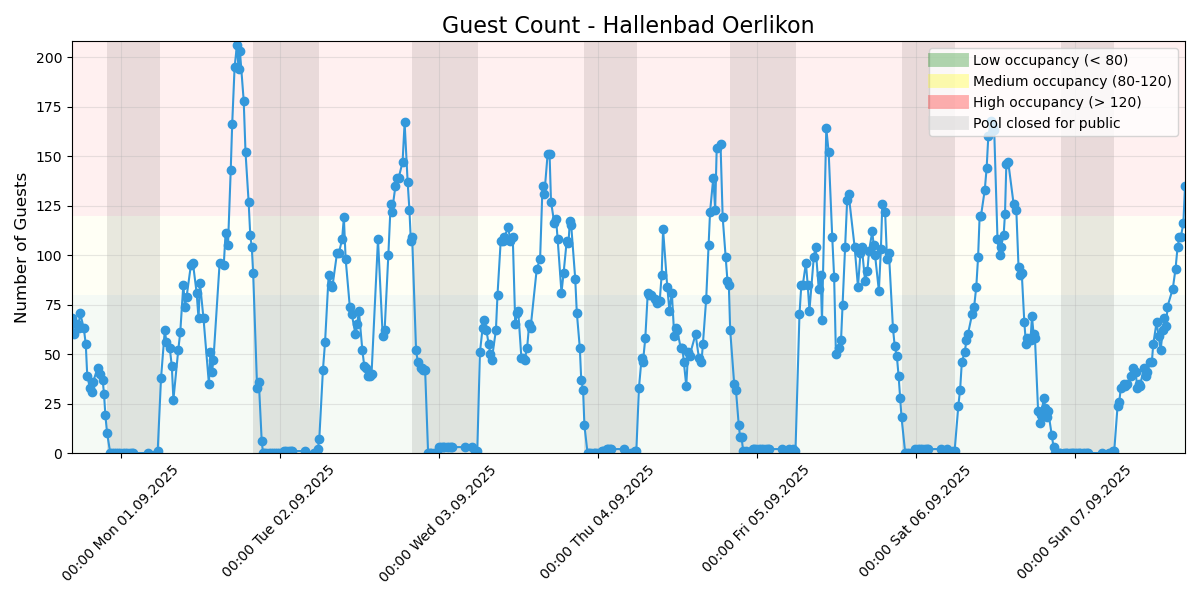 Guest Count - Hallenbad Oerlikon
Number of Guests
200
175
150
125
100
75
50
25
0
Low occupancy (< 80)
Medium occupancy (80-120)
High occupancy (> 120)
Pool closed for public
00:00 Mon 01.09.2025
00:00 Tue 02.09.2025
00:00 Wed 03.09.2025
00:00 Thu 04.09.2025
00:00 Fri 05.09.2025
00:00 Sat 06.09.2025
00:00 Sun 07.09.2025